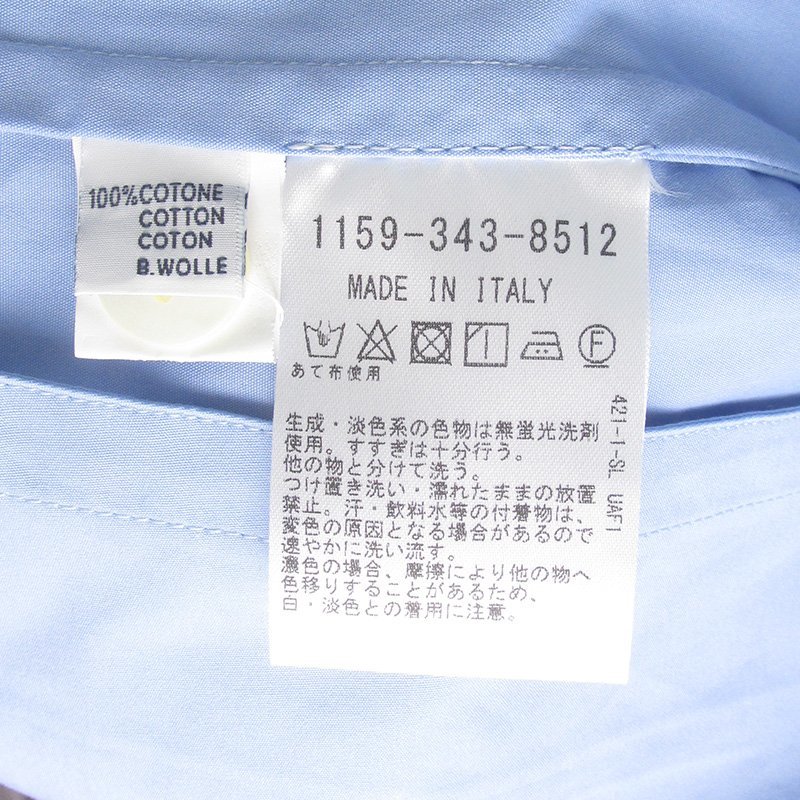 100%COTONE
COTTON
COTON
B.WOLLE
1159-343-8512
MADE IN ITALY
F
あて布使用
生成・淡色系の色物は無蛍光洗剤
使用。すすぎは十分行う。
他の物と分けて洗う。
つけ置き洗い・濡れたままの放置
禁止。汗・飲料水等の付着物は、
変色の原因となる場合があるので
速やかに洗い流す。
濃色の場合、摩擦により他の物へ
色移りすることがあるため、
白・淡色との着用に注意。
421-1-SL UAF1